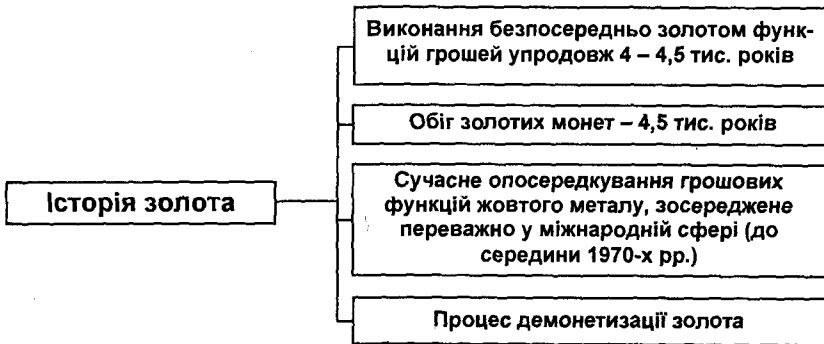 Виконання безпосередньо золотом функ-
цій грошей упродовж 4 – 4,5 тис. років
Обіг золотих монет – 4,5 тис. років
Історія золота
Сучасне опосередкування грошових
функцій жовтого металу, зосереджене
переважно у міжнародній сфері (до
середини 1970-х рр.)
Процес демонетизації золота